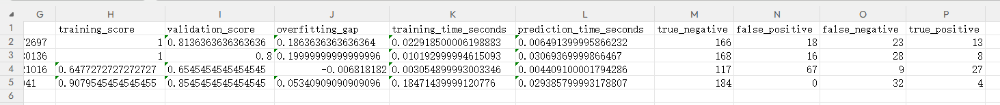 G H I J K L M N O P
1 training_score validation_score overfitting_gap training_time_seconds prediction_time_seconds true_negative false_positive false_negative true_positive
2 72697 1 0.8136363636363636 0.1863636363636364 0.022918500006198883 0.006491399995866232 166 18 23 13
3 30136 1 0.8 0.19999999999999996 0.010192999994615093 0.03069369999866467 168 16 28 8
4 21016 0.6477272727272727 0.6545454545454545 -0.006818182 0.003054899993003346 0.004409100001794286 117 67 9 27
5 941 0.9079545454545455 0.8545454545454545 0.05340909090909096 0.18471439999120776 0.029385799993178807 184 0 32 4
6